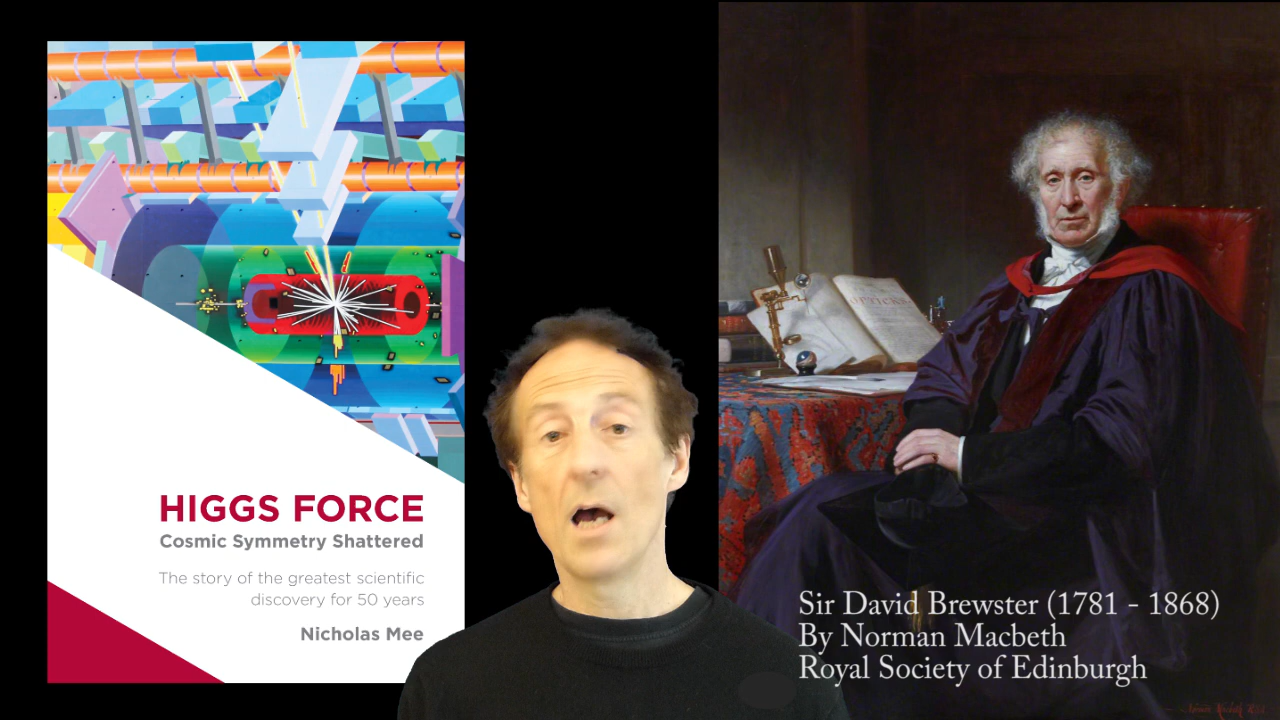 HIGGS FORCE
Cosmic Symmetry Shattered
The story of the greatest scientific
discovery for 50 years
Nicholas Mee
OPTICKS
Sir David Brewster (1781 - 1868)
By Norman Macbeth
Royal Society of Edinburgh